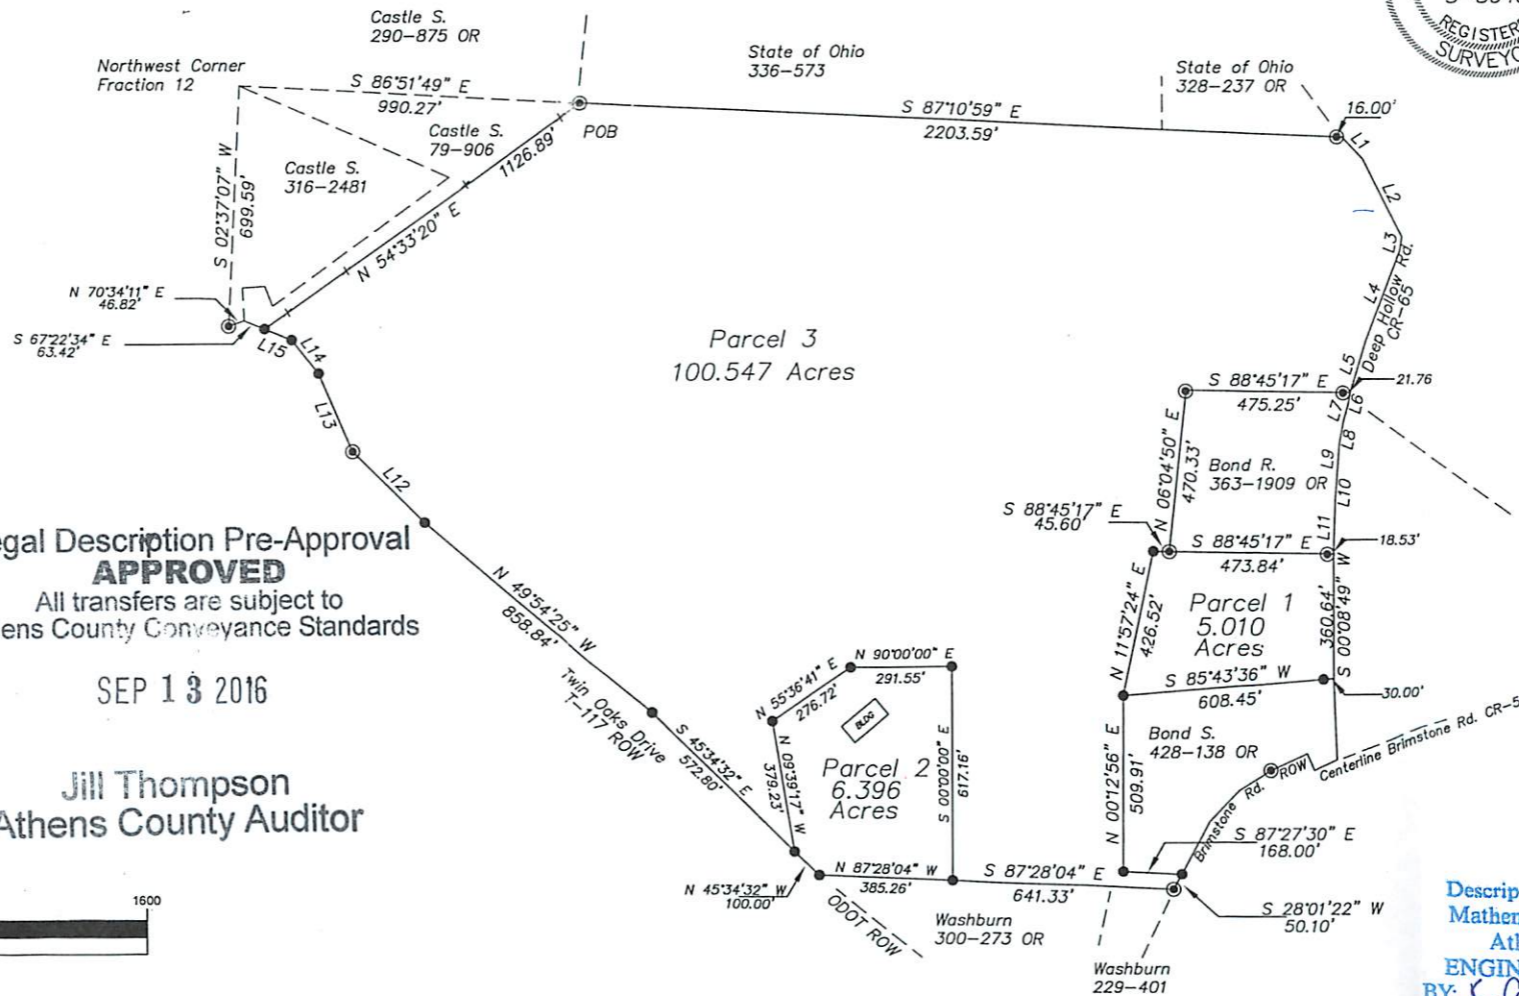 Castle S.
290-875 OR
State of Ohio
336-573
REGISTER
SURVEYO
Northwest Corner
Fraction 12
S 86°51'49" E
990.27'
State of Ohio
328-237 OR
S 87°10'59" E
2203.59'
16.00'
POB
Castle S.
79-906
1126.89'
L1
Castle S.
316-2481
L2
S 02°37'07" W
699.59'
N 54°33'20" E
L3
L4
Deep Hollow Rd.
CR-65
N 70°34'11" E
46.82'
S 67°22'34" E
63.42'
L15
L14
Parcel 3
100.547 Acres
L5
S 88°45'17" E
475.25'
21.76
L6
L7
L13
L8
N 06°04'50" E
470.33'
Bond R.
363-1909 OR
L9
L10
L12
S 88°45'17" E
45.60'
L11
S 88°45'17" E
473.84'
18.53'
egal Description Pre-Approval
APPROVED
All transfers are subject to
ens County Conveyance Standards
SEP 13 2016
Jill Thompson
Athens County Auditor
N 49°54'25" W
858.84'
N 11°57'24" E
426.52'
Parcel 1
5.010
Acres
360.64'
S 00°08'49" W
S 85°43'36" W
608.45'
30.00'
N 90°00'00" E
291.55'
N 55°36'41" E
276.72'
Twin Oaks Drive
T-117 ROW
S 45°34'32" E
572.80'
BLDG
Bond S.
428-138 OR
Centerline Brimstone Rd. CR-5
N 09°39'17" W
379.23'
Parcel 2
6.396
Acres
S 00°00'00" E
617.16'
N 00°12'56" E
509.91'
Brimstone Rd. ROW
S 87°27'30" E
168.00'
N 45°34'32" W
100.00'
N 87°28'04" W
385.26'
S 87°28'04" E
641.33'
S 28°01'22" W
50.10'
ODOT ROW
Washburn
300-273 OR
Washburn
229-401
1600
Descrip
Mathem
Atl
ENGIN
BY: